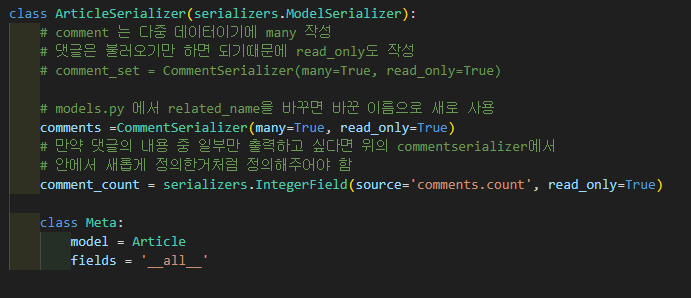 class ArticleSerializer(serializers.ModelSerializer):
# comment 는 다중 데이터이기에 many 작성
# 댓글은 불러오기만 하면 되기때문에 read_only도 작성
# comment_set = CommentSerializer(many=True, read_only=True)
# models.py 에서 related_name을 바꾸면 바꾼 이름으로 새로 사용
comments =CommentSerializer(many=True, read_only=True)
# 만약 댓글의 내용 중 일부만 출력하고 싶다면 위의 commentserializer에서
# 안에서 새롭게 정의한거처럼 정의해주어야 함
comment_count = serializers.IntegerField(source='comments.count', read_only=True)
class Meta:
model = Article
fields = '__all__'